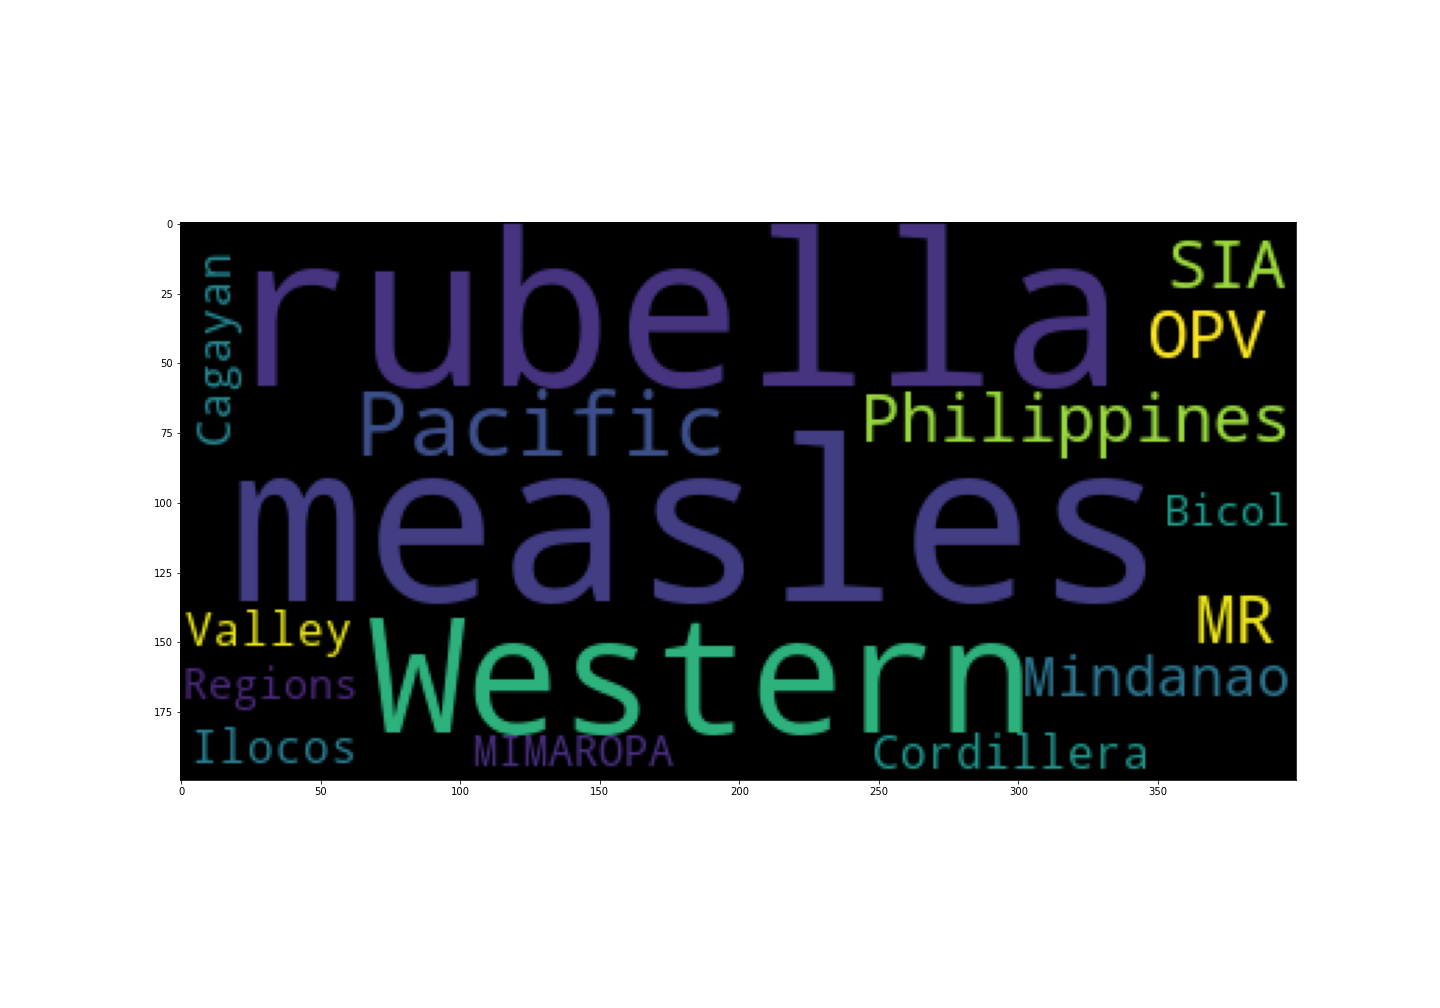 rubella
SIA
OPV
Cagayan
Pacific
Philippines
measles
Bicol
Valley
MR
Western
Regions
Mindanao
Ilocos
MIMAROPA
Cordillera
0
25
50
75
100
125
150
175
0 50 100 150 200 250 300 350